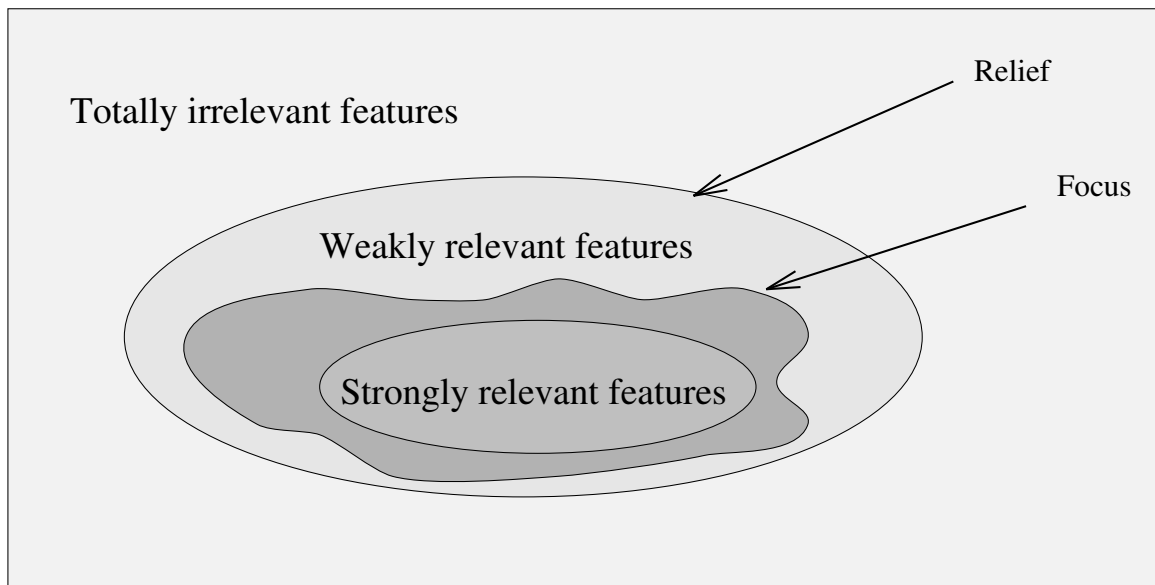 Relief
Totally irrelevant features
Focus
Weakly relevant features
Strongly relevant features